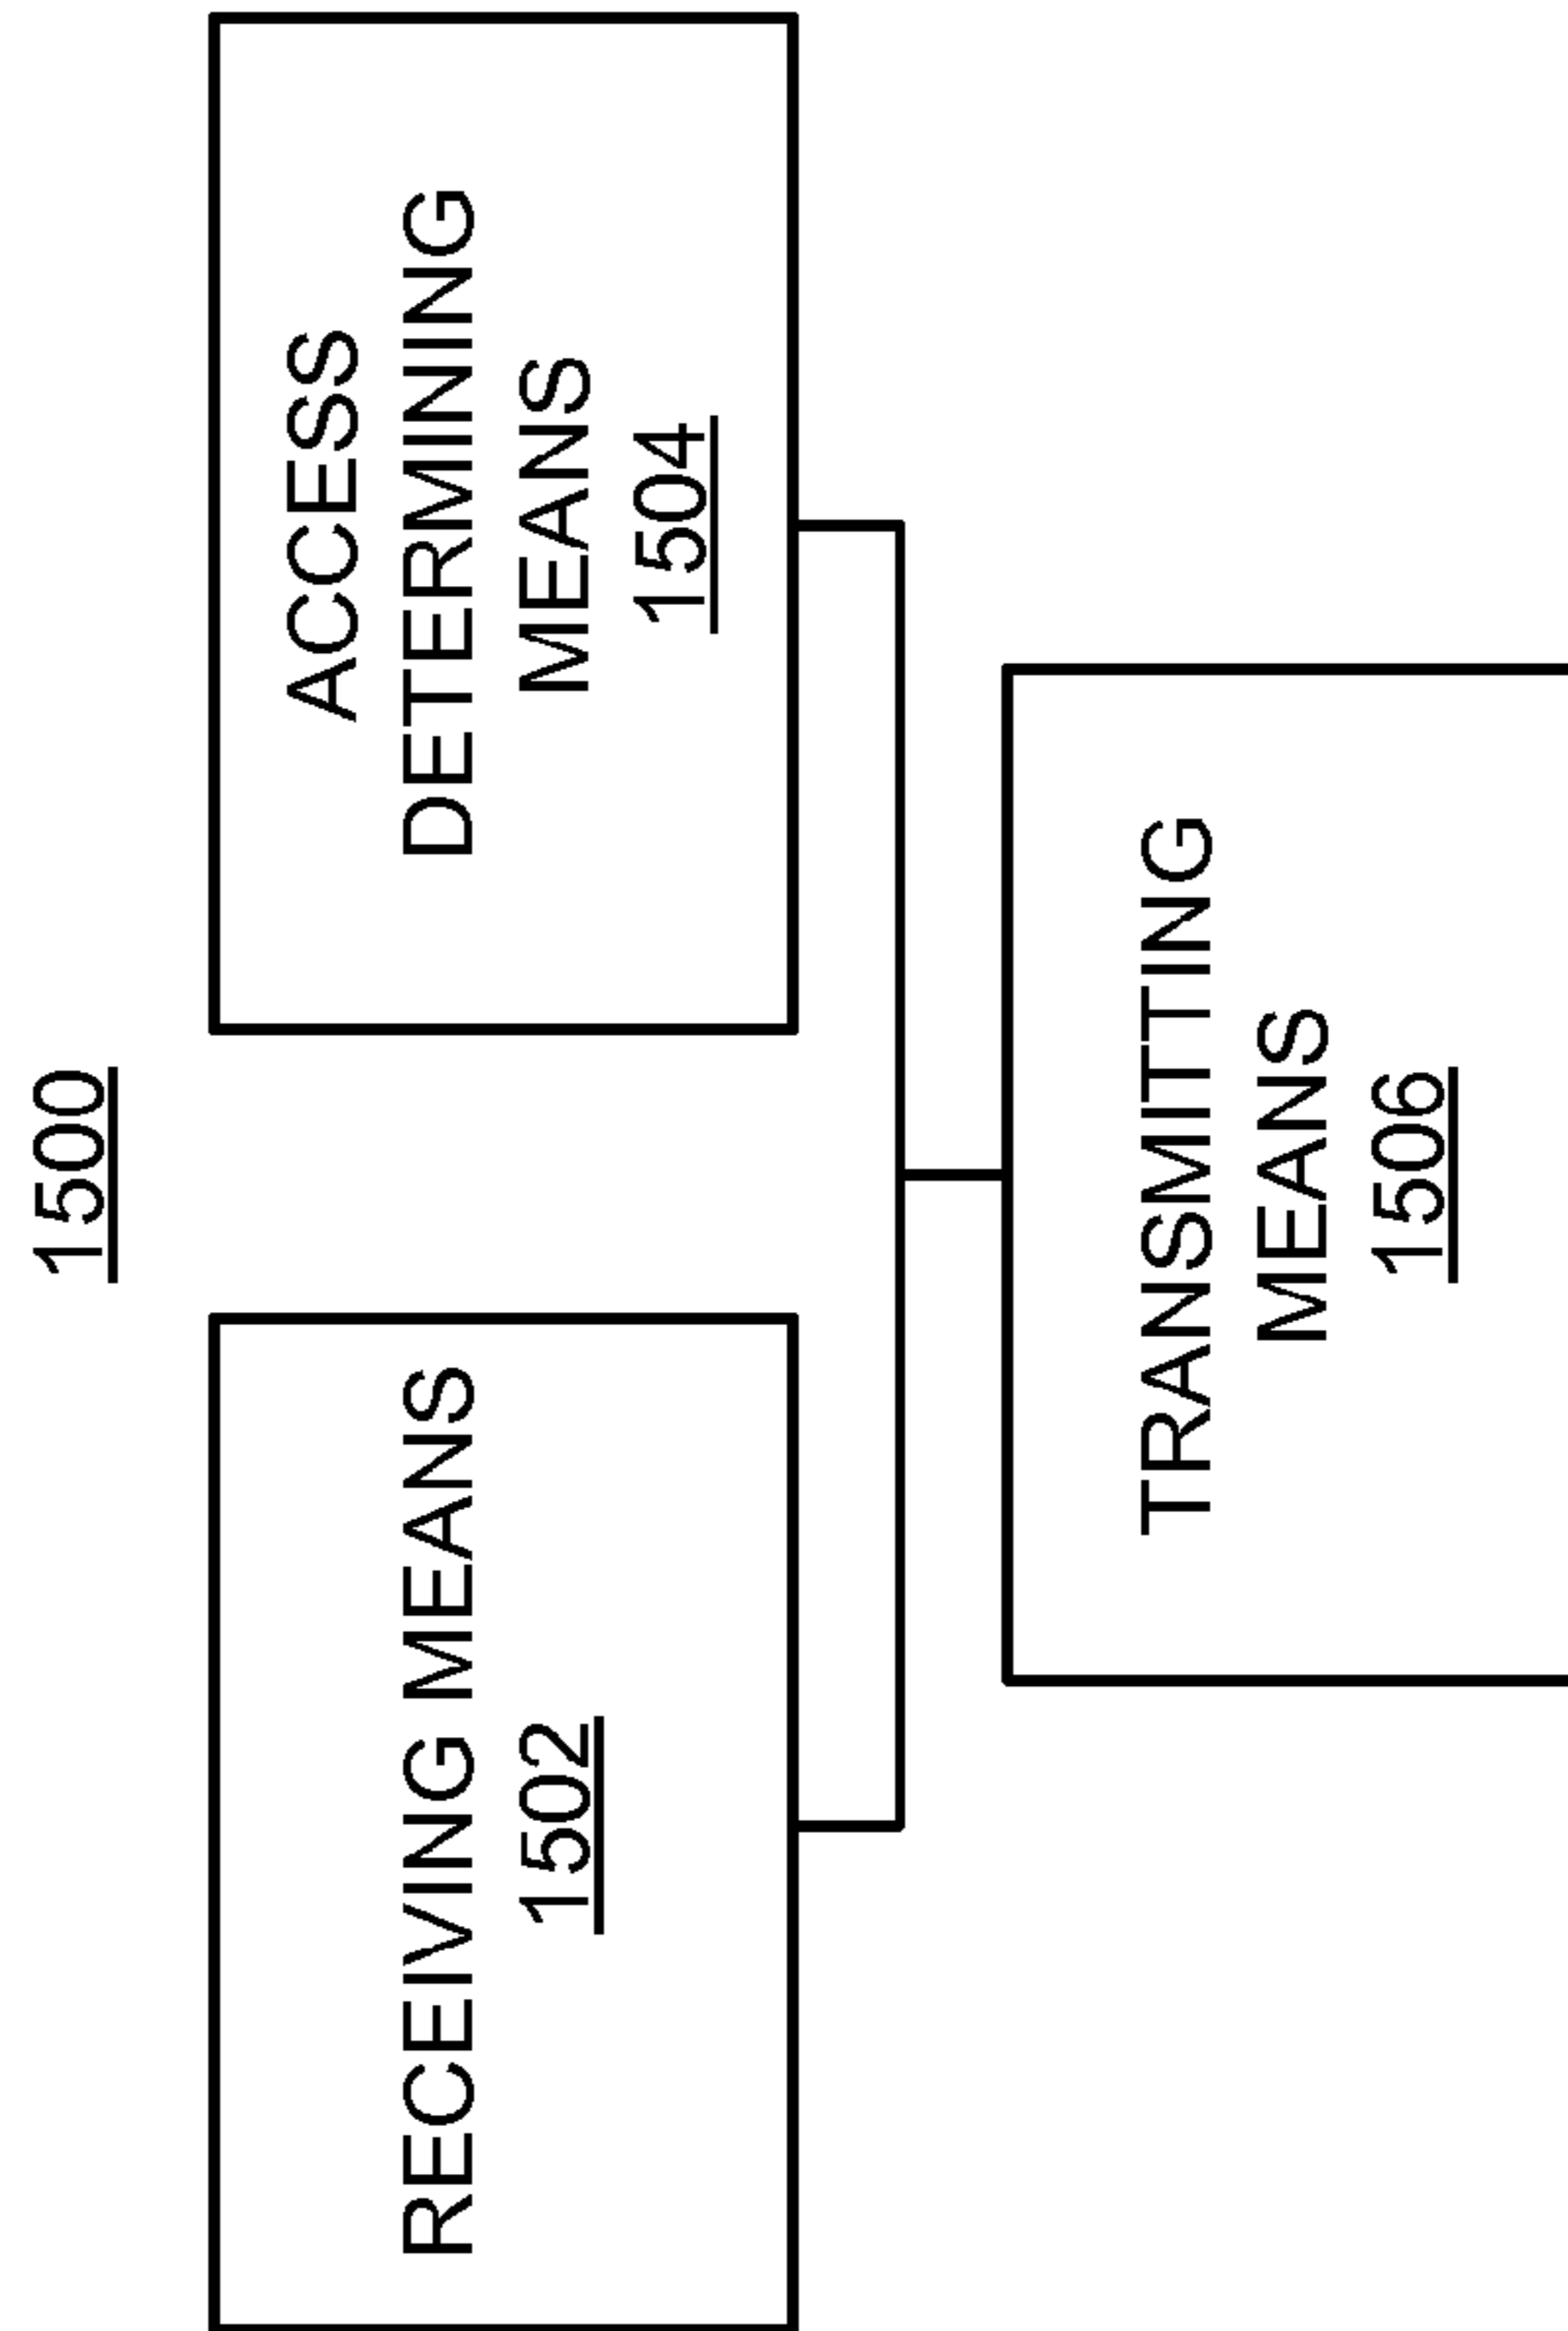 1500
RECEIVING MEANS
1502
ACCESS
DETERMINING
MEANS
1504
TRANSMITTING
MEANS
1506